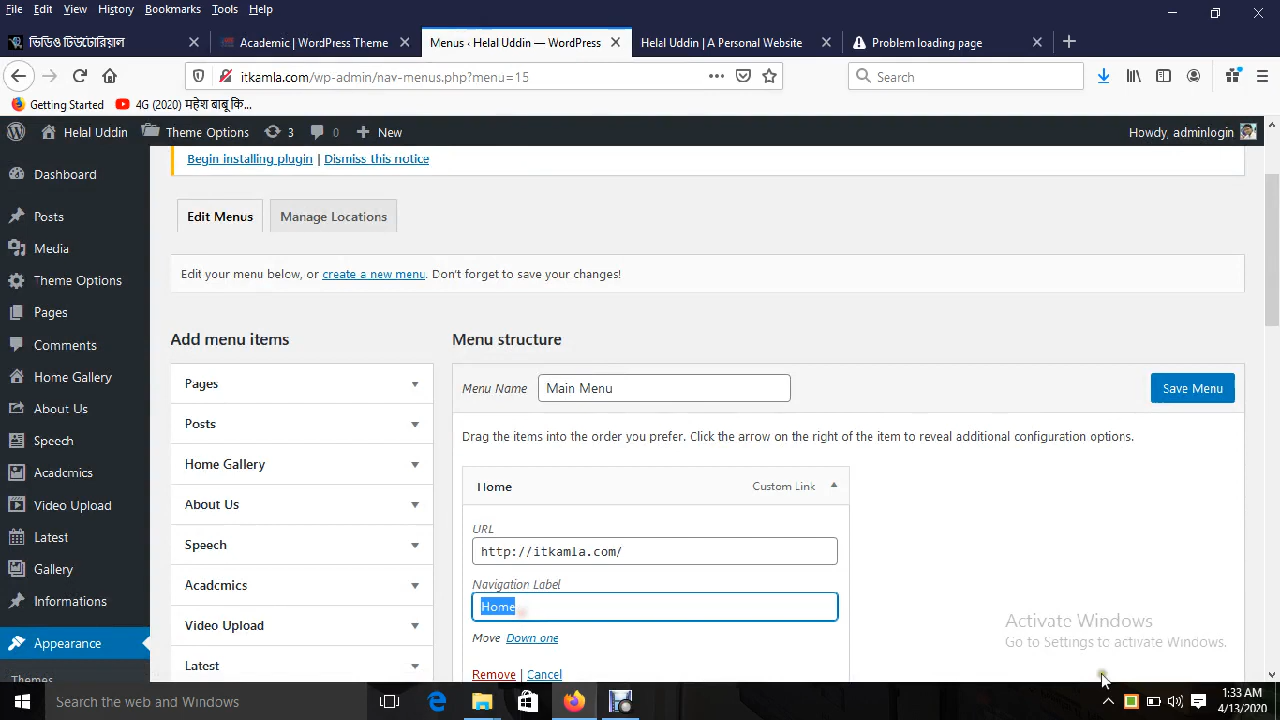 File Edit View History Bookmarks Tools Help
ভিডিও টিউটোরিয়াল
Academic | WordPress Theme
Menus ‹ Helal Uddin — WordPress
Helal Uddin | A Personal Website
Problem loading page
itkamla.com/wp-admin/nav-menus.php?menu=15
Search
Getting Started
4G (2020) महेश बाबू कि...
Helal Uddin
Theme Options
3
0
New
Howdy, adminlogin
Begin installing plugin | Dismiss this notice
Dashboard
Posts
Media
Theme Options
Pages
Comments
Home Gallery
About Us
Speech
Acadcmics
Video Upload
Latest
Gallery
Informations
Appearance
Themes
Edit Menus
Manage Locations
Edit your menu below, or create a new menu. Don't forget to save your changes!
Add menu items
Pages
Posts
Home Gallery
About Us
Speech
Acadcmics
Video Upload
Latest
Menu structure
Menu Name
Main Menu
Save Menu
Drag the items into the order you prefer. Click the arrow on the right of the item to reveal additional configuration options.
Home
Custom Link
URL
http://itkamla.com/
Navigation Label
Home
Move Down one
Remove | Cancel
Activate Windows
Go to Settings to activate Windows.
Search the web and Windows
1:33 AM
4/13/2020